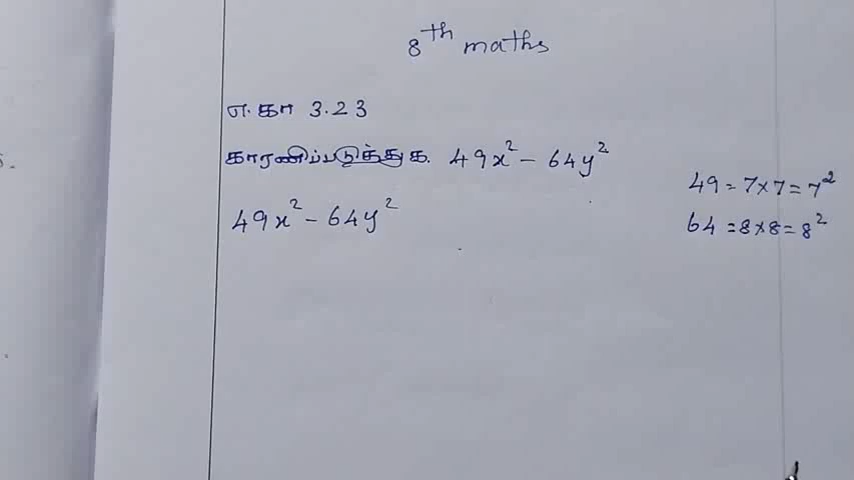 8th maths
எ.கா 3.23
காரணிப்படுத்துக. 49x² - 64y²
49 = 7×7 = 7²
49x² - 64y²
64 = 8×8 = 8²